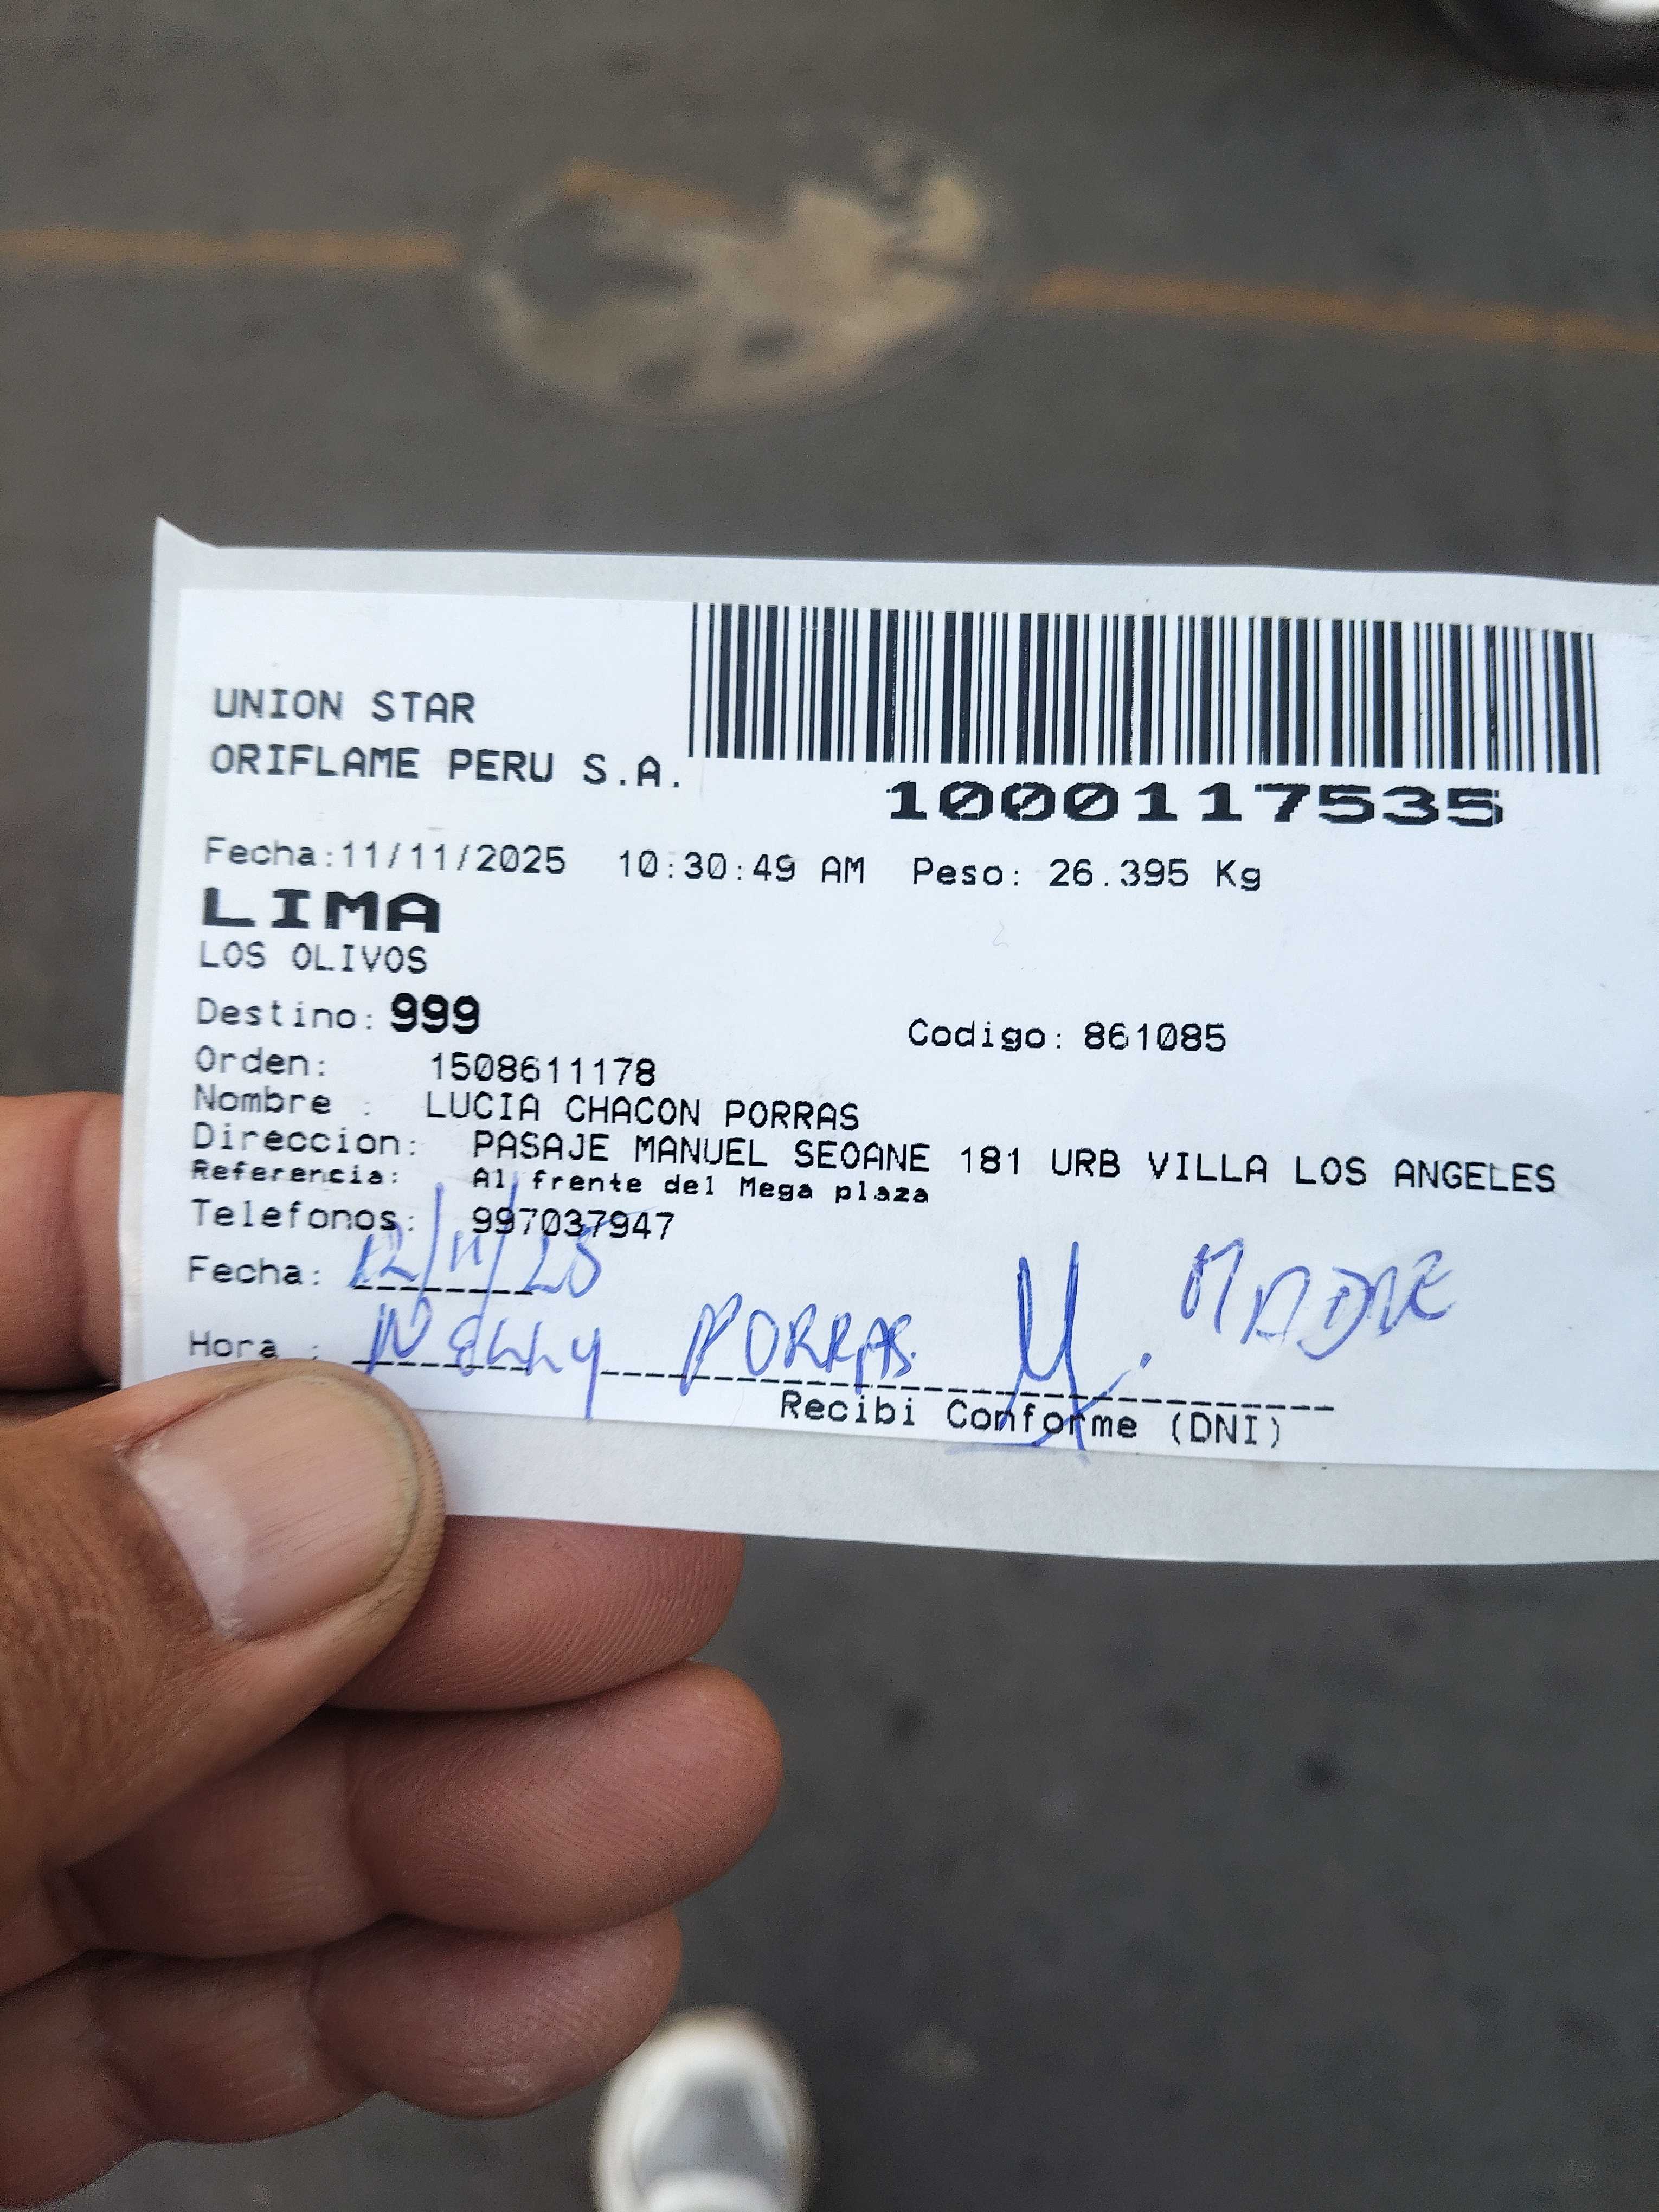 UNION STAR
ORIFLAME PERU S.A.
1000117535
Fecha:11/11/2025 10:30:49 AM Peso: 26.395 Kg
LIMA
LOS OLIVOS
Destino: 999 Codigo: 861085
Orden: 1508611178
Nombre : LUCIA CHACON PORRAS
Direccion: PASAJE MANUEL SEOANE 181 URB VILLA LOS ANGELES
Referencia: Al frente del Mega plaza
Telefonos: 997037947
Fecha: 12/11/25
Hora : Nelly PORRAS M. MADRE
Recibi Conforme (DNI)